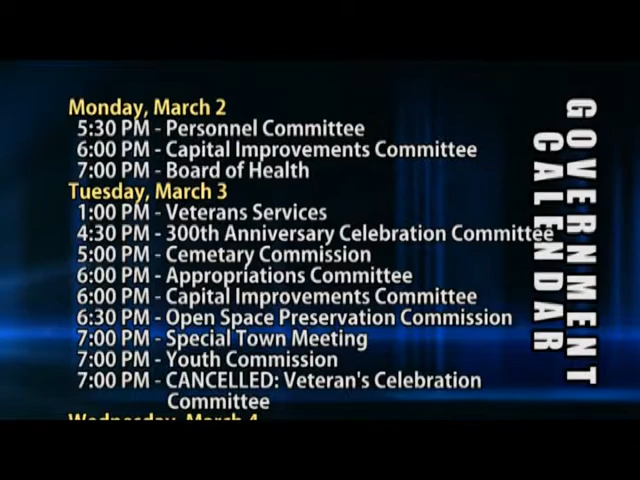 Monday, March 2
5:30 PM - Personnel Committee
6:00 PM - Capital Improvements Committee
7:00 PM - Board of Health
Tuesday, March 3
1:00 PM - Veterans Services
4:30 PM - 300th Anniversary Celebration Committee
5:00 PM - Cemetary Commission
6:00 PM - Appropriations Committee
6:00 PM - Capital Improvements Committee
6:30 PM - Open Space Preservation Commission
7:00 PM - Special Town Meeting
7:00 PM - Youth Commission
7:00 PM - CANCELLED: Veteran's Celebration
Committee
Wednesday, March 4
GOVERNMENT
CALENDAR